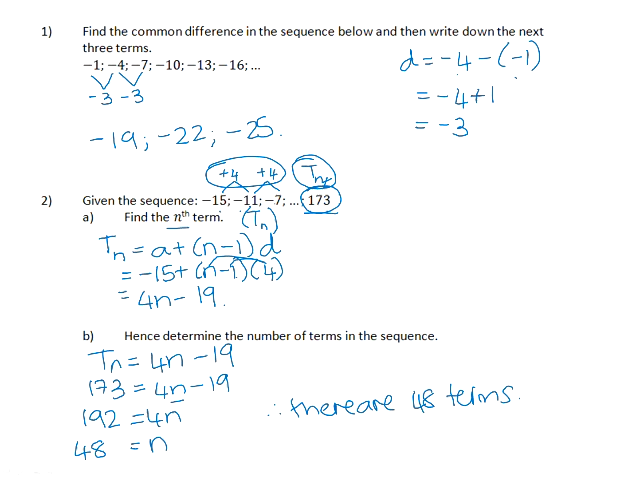 1) Find the common difference in the sequence below and then write down the next
three terms.
−1; −4; −7; −10; −13; −16; ...
-3 -3
d = -4 - (-1)
= -4 + 1
= -3
-19; -22; -25.
+4 +4
2) Given the sequence: −15; −11; −7; ... ; 173
a) Find the nᵗʰ term. (Tₙ)
Tₙ = a + (n-1)d
= -15 + (n-1)(4)
= 4n - 19.
b) Hence determine the number of terms in the sequence.
Tₙ = 4n - 19
173 = 4n - 19
192 = 4n
48 = n
∴ there are 48 terms.